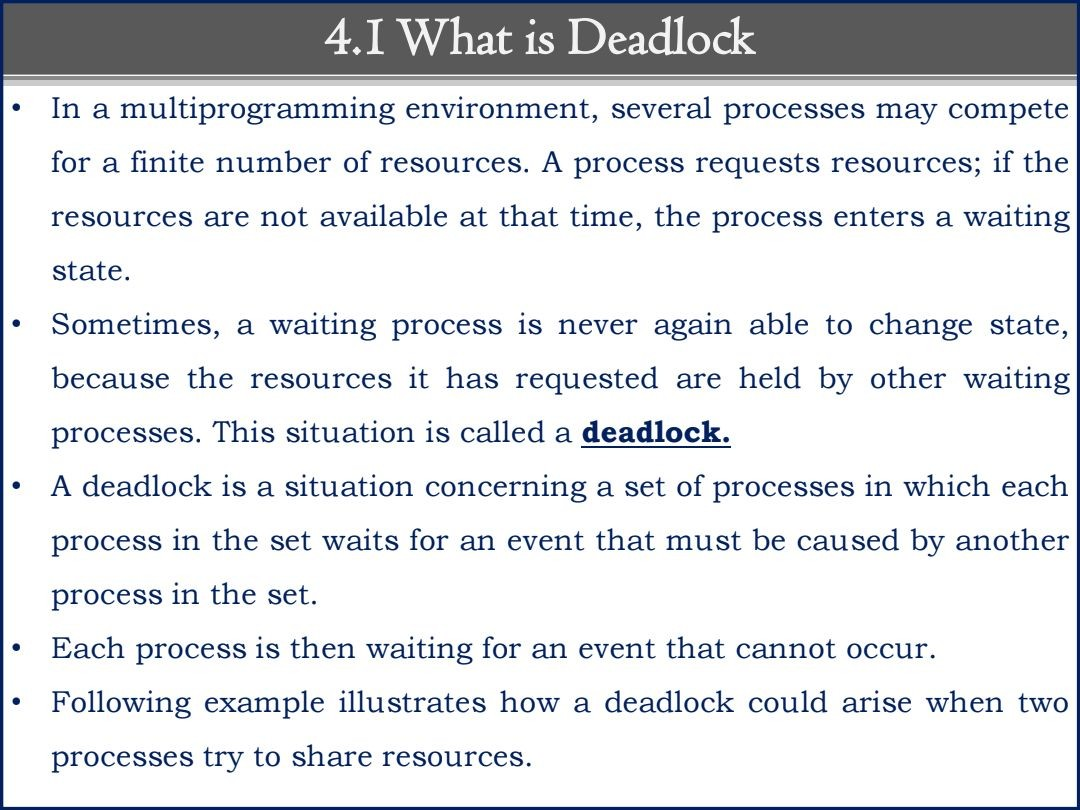 4.1 What is Deadlock
• In a multiprogramming environment, several processes may compete
for a finite number of resources. A process requests resources; if the
resources are not available at that time, the process enters a waiting
state.
• Sometimes, a waiting process is never again able to change state,
because the resources it has requested are held by other waiting
processes. This situation is called a deadlock.
• A deadlock is a situation concerning a set of processes in which each
process in the set waits for an event that must be caused by another
process in the set.
• Each process is then waiting for an event that cannot occur.
• Following example illustrates how a deadlock could arise when two
processes try to share resources.